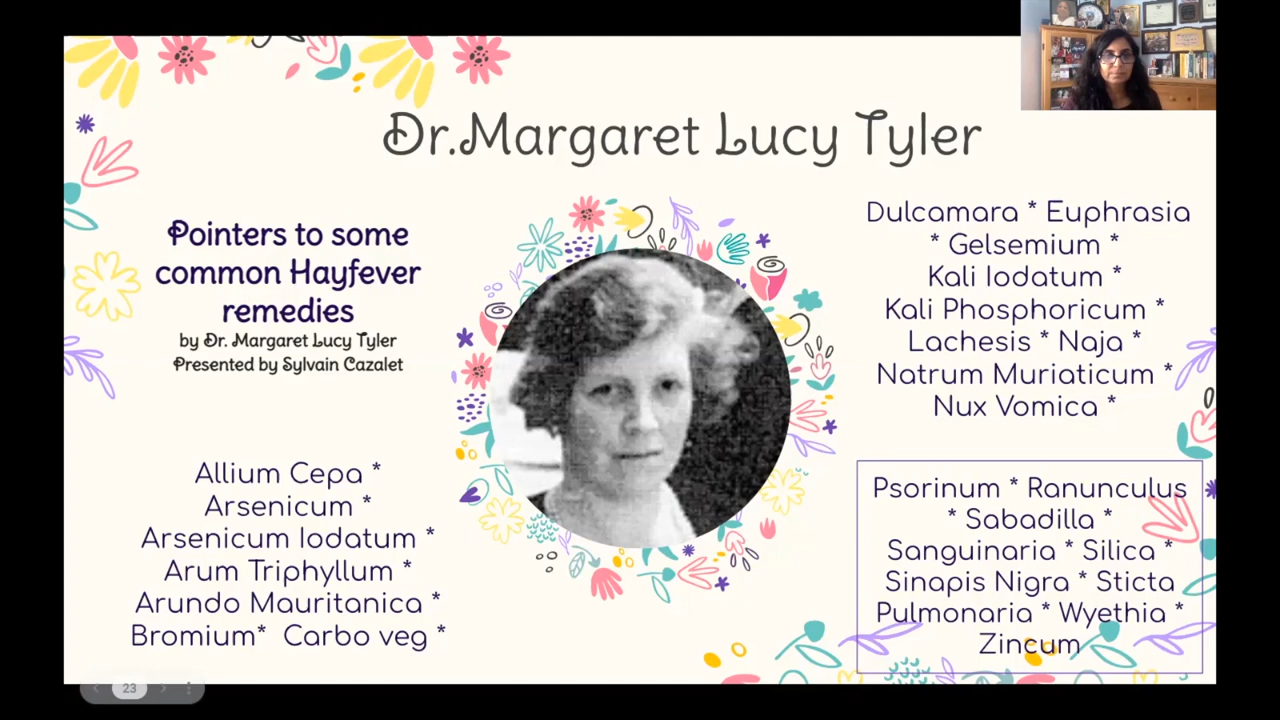 Dr.Margaret Lucy Tyler
Pointers to some
common Hayfever
remedies
by Dr. Margaret Lucy Tyler
Presented by Sylvain Cazalet
Allium Cepa *
Arsenicum *
Arsenicum Iodatum *
Arum Triphyllum *
Arundo Mauritanica *
Bromium* Carbo veg *
Dulcamara * Euphrasia
* Gelsemium *
Kali Iodatum *
Kali Phosphoricum *
Lachesis * Naja *
Natrum Muriaticum *
Nux Vomica *
Psorinum * Ranunculus
* Sabadilla *
Sanguinaria * Silica *
Sinapis Nigra * Sticta
Pulmonaria * Wyethia *
Zincum
23